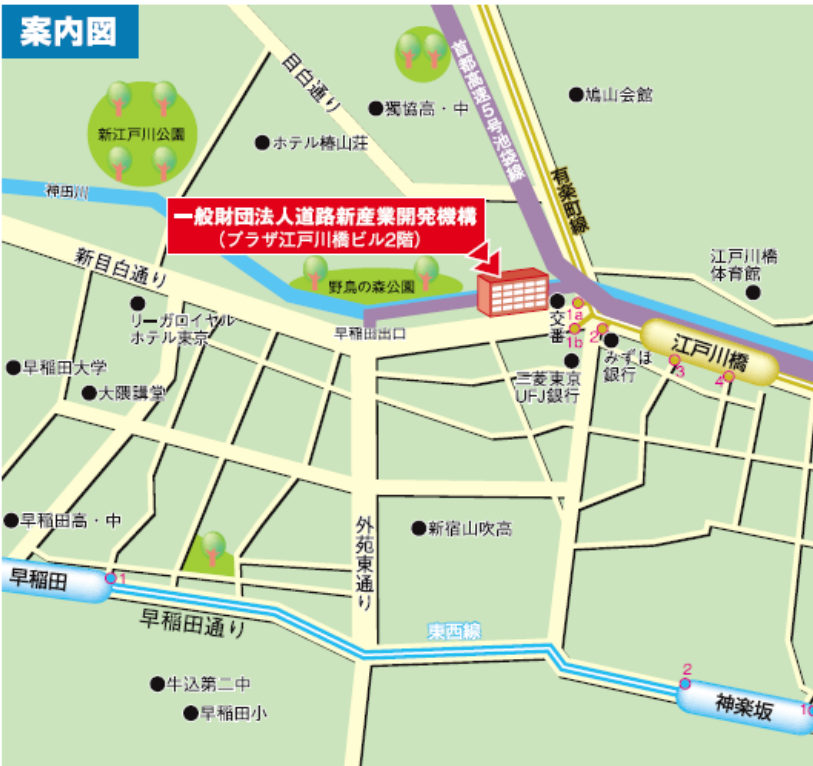 案内図
目白通り
首都高速5号池袋線
獨協高・中
鳩山会館
新江戸川公園
ホテル椿山荘
有楽町線
神田川
一般財団法人道路新産業開発機構
(プラザ江戸川橋ビル2階)
新目白通り
江戸川橋
体育館
野鳥の森公園
リーガロイヤル
ホテル東京
早稲田出口
交番
1a
1b
2
みずほ
銀行
江戸川橋
3
4
三菱東京
UFJ銀行
早稲田大学
大隈講堂
早稲田高・中
外苑東通り
新宿山吹高
早稲田
1
早稲田通り
東西線
牛込第二中
早稲田小
2
神楽坂
1